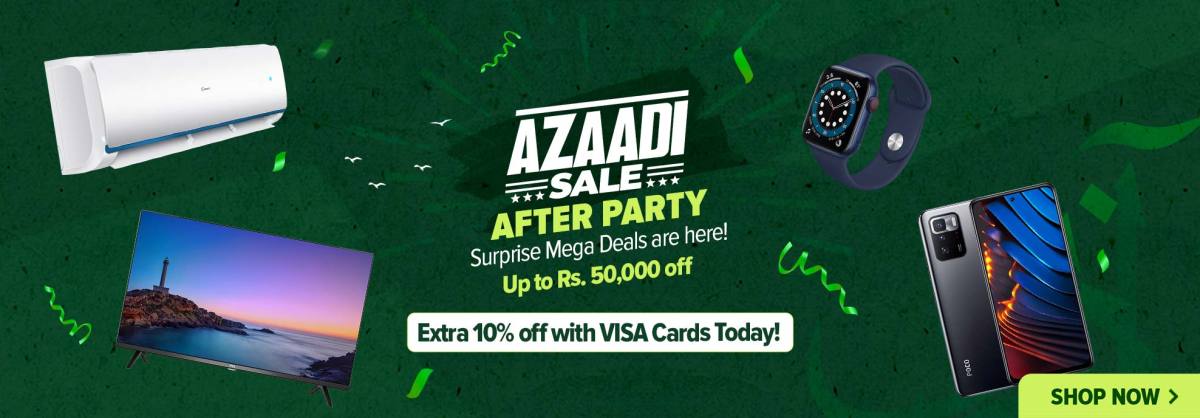 AZAADI
SALE
AFTER PARTY
Surprise Mega Deals are here!
Up to Rs. 50,000 off
Extra 10% off with VISA Cards Today!
POCO
SHOP NOW >